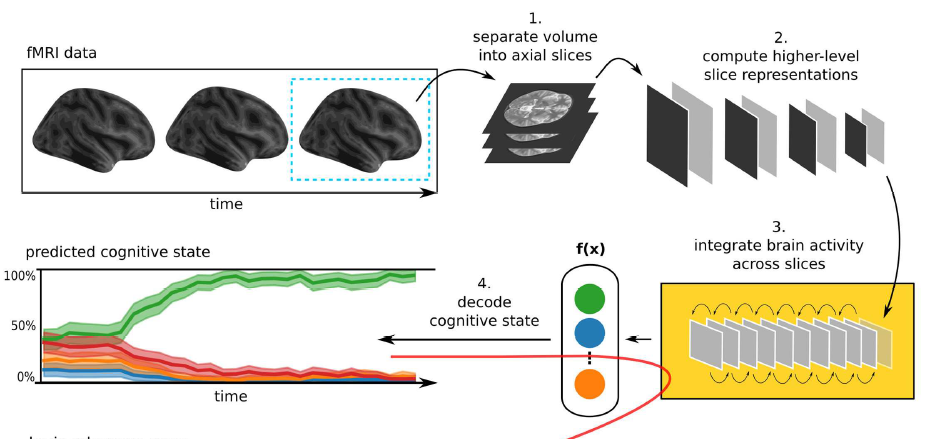 fMRI data
time
1.
separate volume
into axial slices
2.
compute higher-level
slice representations
3.
integrate brain activity
across slices
f(x)
4.
decode
cognitive state
predicted cognitive state
100%
50%
0%
time